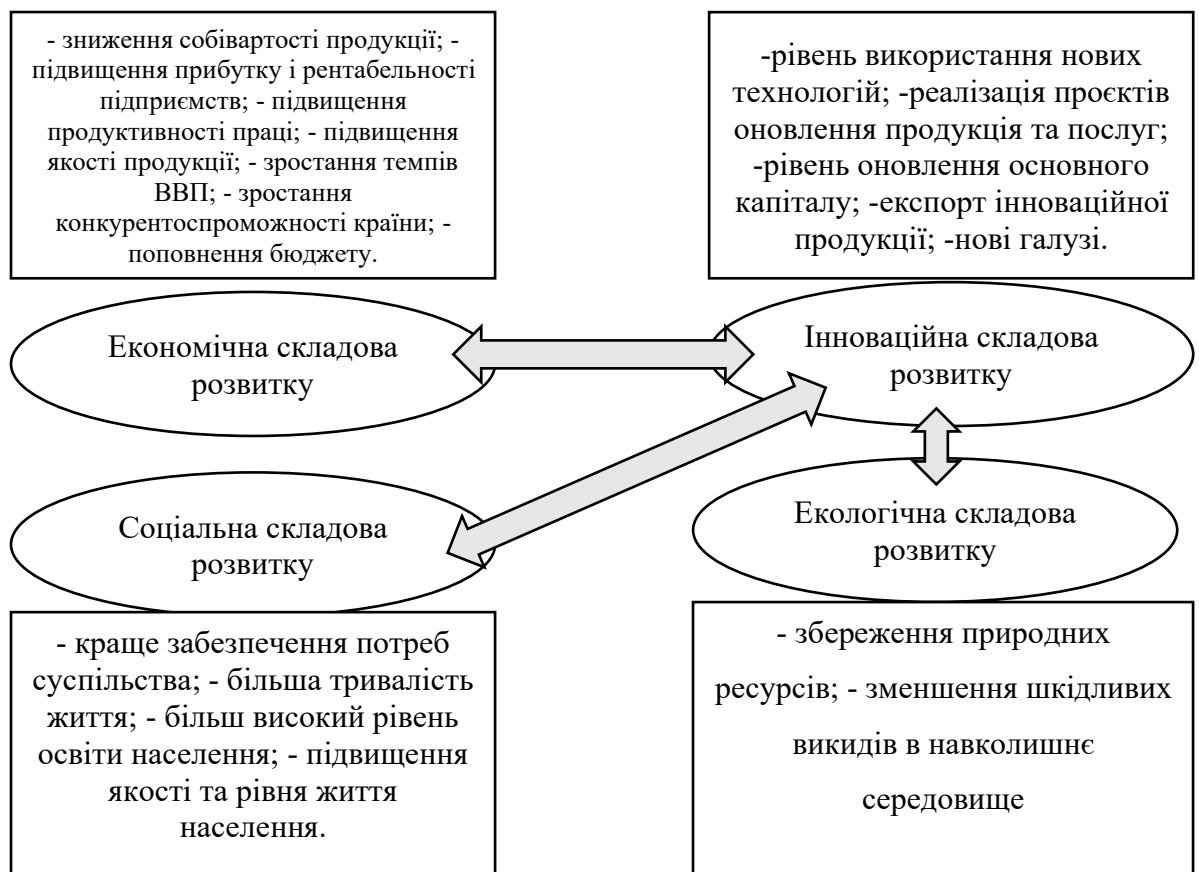 - зниження собівартості продукції; -
підвищення прибутку і рентабельності
підприємств; - підвищення
продуктивності праці; - підвищення
якості продукції; - зростання темпів
ВВП; - зростання
конкурентоспроможності країни; -
поповнення бюджету.
-рівень використання нових
технологій; -реалізація проєктів
оновлення продукція та послуг;
-рівень оновлення основного
капіталу; -експорт інноваційної
продукції; -нові галузі.
Економічна складова
розвитку
Інноваційна складова
розвитку
Соціальна складова
розвитку
Екологічна складова
розвитку
- краще забезпечення потреб
суспільства; - більша тривалість
життя; - більш високий рівень
освіти населення; - підвищення
якості та рівня життя
населення.
- збереження природних
ресурсів; - зменшення шкідливих
викидів в навколишнє
середовище